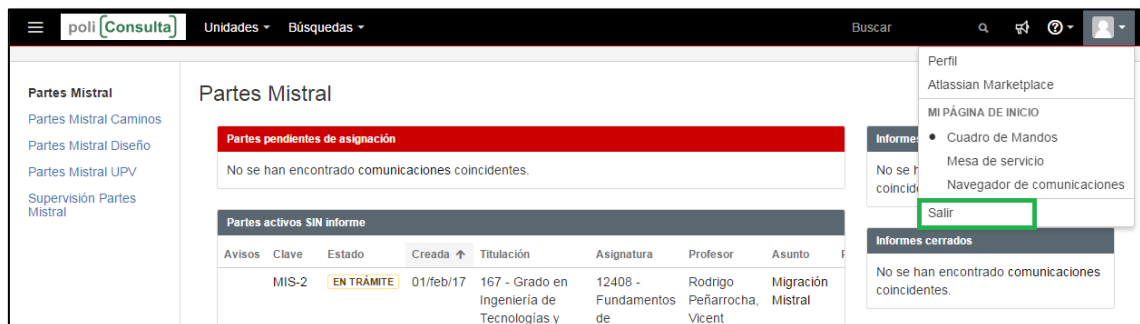 poli[Consulta] Unidades Búsquedas Buscar
Perfil
Atlassian Marketplace
MI PÁGINA DE INICIO
Cuadro de Mandos
Mesa de servicio
Navegador de comunicaciones
Salir
Partes Mistral
Partes Mistral Caminos
Partes Mistral Diseño
Partes Mistral UPV
Supervisión Partes
Mistral
Partes Mistral
Partes pendientes de asignación
No se han encontrado comunicaciones coincidentes.
Partes activos SIN informe
Avisos Clave Estado Creada ↑ Titulación Asignatura Profesor Asunto
MIS-2 EN TRÁMITE 01/feb/17 167 - Grado en 12408 - Rodrigo Migración
Ingeniería de Fundamentos Peñarrocha, Mistral
Tecnologías y de Vicent
No se
Informes cerrados
No se han encontrado comunicaciones
coincidentes.